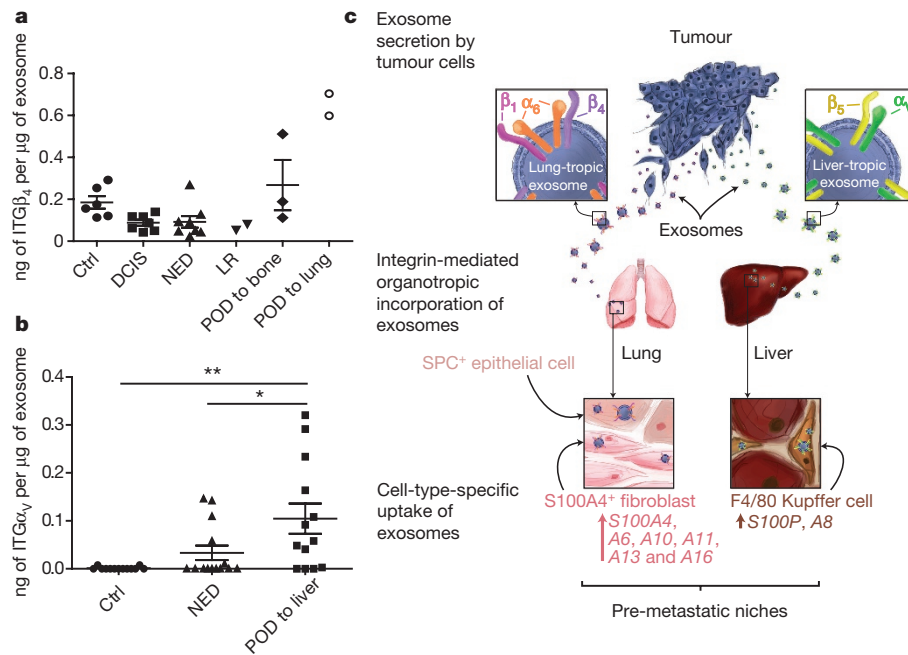 a
ng of ITGβ4 per µg of exosome
0.8
0.6
0.4
0.2
0
Ctrl
DCIS
NED
LR
POD to bone
POD to lung
b
ng of ITGαV per µg of exosome
0.4
0.3
0.2
0.1
0.0
**
*
Ctrl
NED
POD to liver
c
Exosome
secretion by
tumour cells
Tumour
β1
α6
β4
Lung-tropic
exosome
β5
αV
Liver-tropic
exosome
Exosomes
Integrin-mediated
organotropic
incorporation of
exosomes
Lung
Liver
SPC+ epithelial cell
Cell-type-specific
uptake of
exosomes
S100A4+ fibroblast
S100A4,
A6, A10, A11,
A13 and A16
F4/80 Kupffer cell
S100P, A8
Pre-metastatic niches